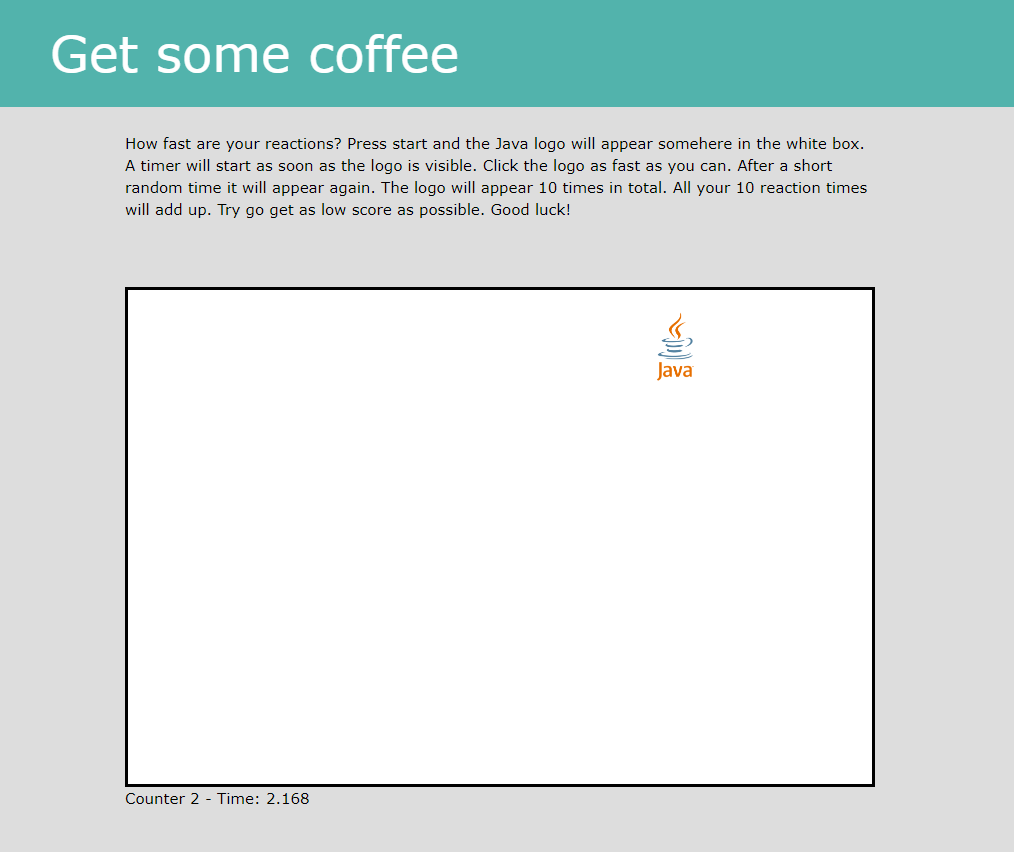 Get some coffee
How fast are your reactions? Press start and the Java logo will appear somehere in the white box.
A timer will start as soon as the logo is visible. Click the logo as fast as you can. After a short
random time it will appear again. The logo will appear 10 times in total. All your 10 reaction times
will add up. Try go get as low score as possible. Good luck!
Java
Counter 2 - Time: 2.168